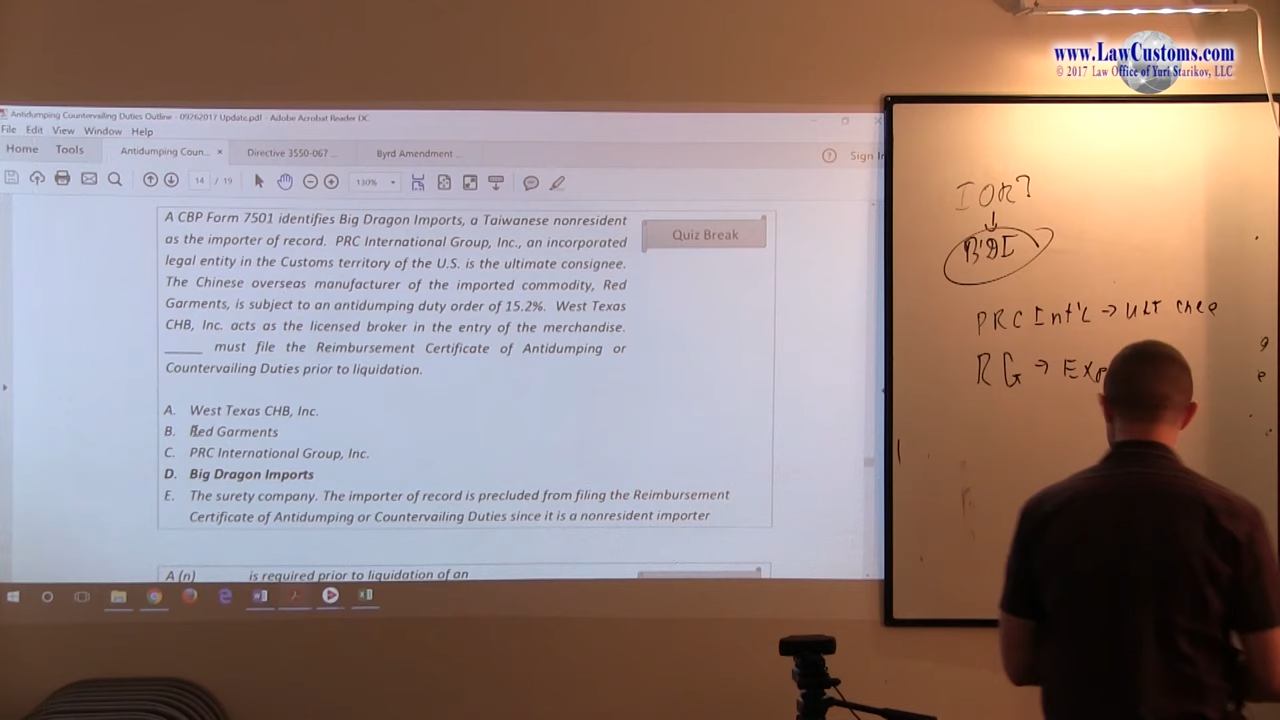 www.LawCustoms.com
© 2017 Law Office of Yuri Starikov, LLC
Antidumping Countervailing Duties Outline - 09262017 Update.pdf - Adobe Acrobat Reader DC
File Edit View Window Help
Home Tools Antidumping Coun... × Directive 3550-067 ... Byrd Amendment ... Sign In
14 / 19 130%
A CBP Form 7501 identifies Big Dragon Imports, a Taiwanese nonresident
as the importer of record. PRC International Group, Inc., an incorporated
legal entity in the Customs territory of the U.S. is the ultimate consignee.
The Chinese overseas manufacturer of the imported commodity, Red
Garments, is subject to an antidumping duty order of 15.2%. West Texas
CHB, Inc. acts as the licensed broker in the entry of the merchandise.
______ must file the Reimbursement Certificate of Antidumping or
Countervailing Duties prior to liquidation.
Quiz Break
A. West Texas CHB, Inc.
B. Red Garments
C. PRC International Group, Inc.
D. Big Dragon Imports
E. The surety company. The importer of record is precluded from filing the Reimbursement
Certificate of Antidumping or Countervailing Duties since it is a nonresident importer
A (n) ______ is required prior to liquidation of an
IOR?
BDI
PRC Int'l → ULT
RG → Exp